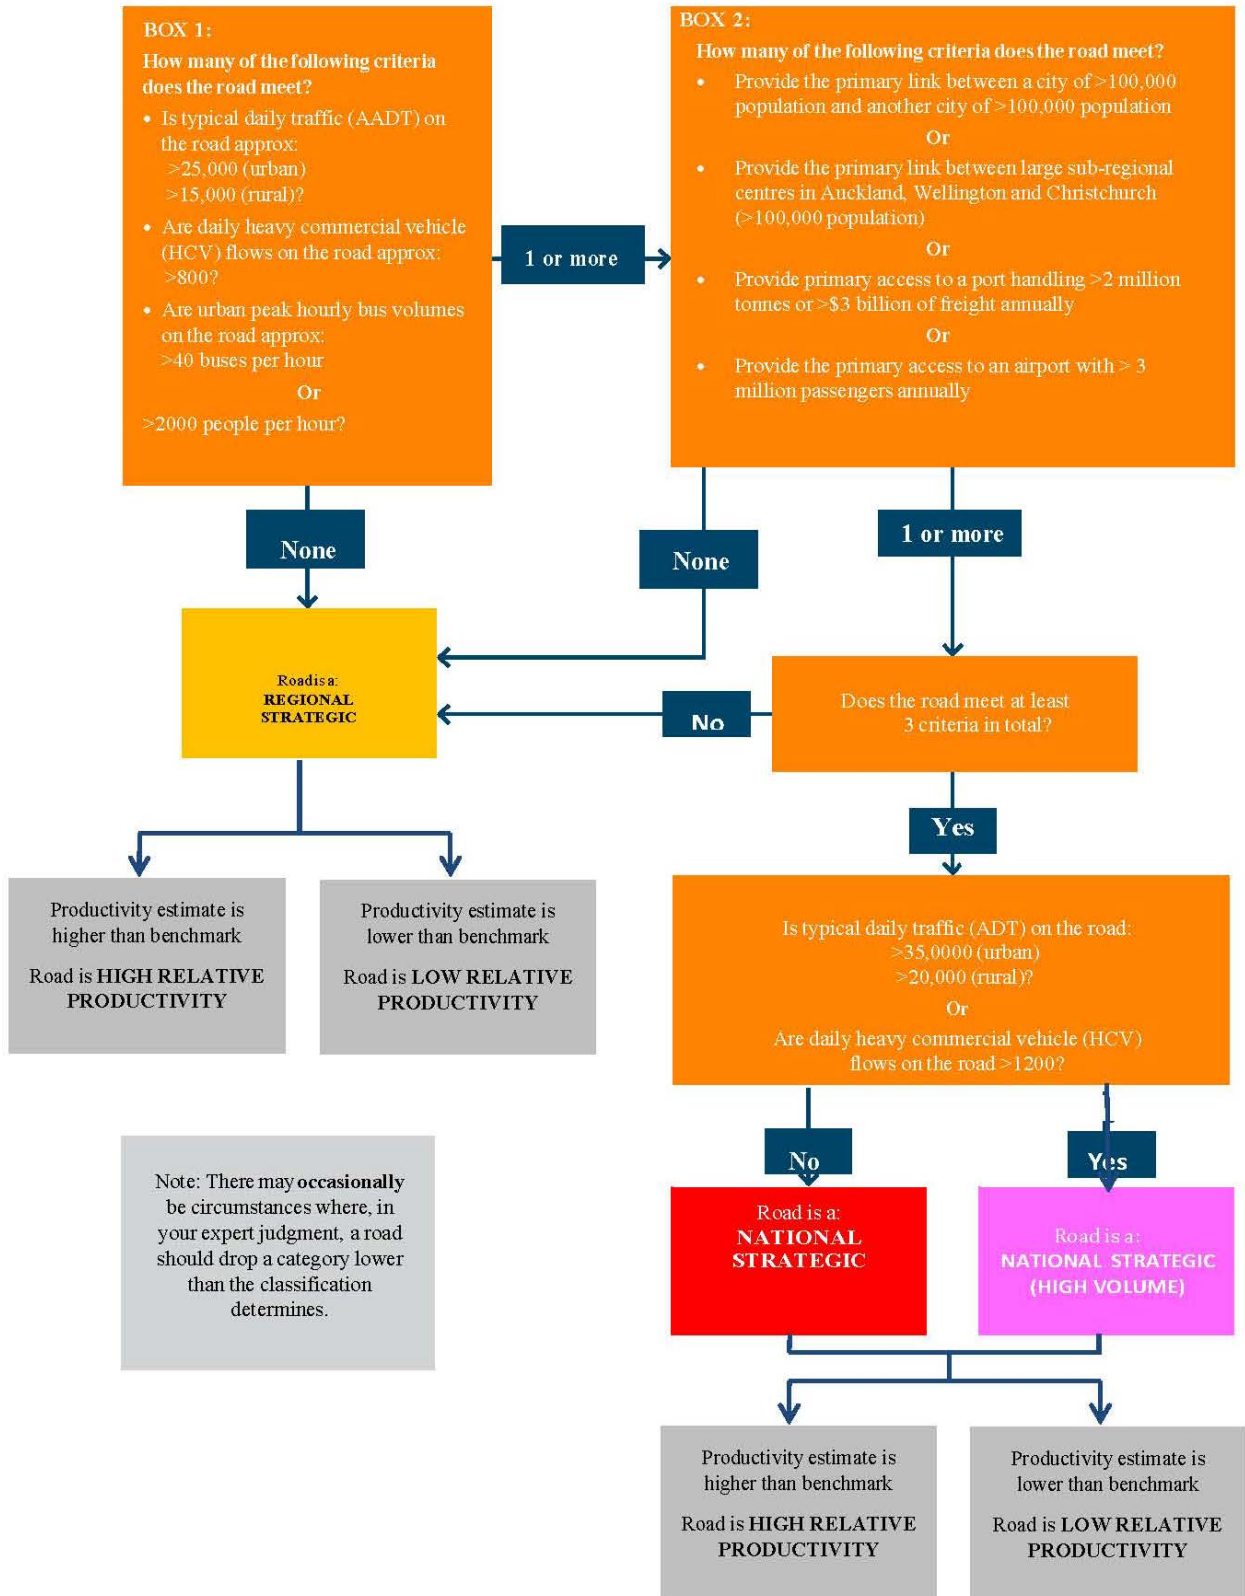 BOX 1:
How many of the following criteria
does the road meet?
• Is typical daily traffic (AADT) on
the road approx:
>25,000 (urban)
>15,000 (rural)?
• Are daily heavy commercial vehicle
(HCV) flows on the road approx:
>800?
• Are urban peak hourly bus volumes
on the road approx:
>40 buses per hour
Or
>2000 people per hour?
1 or more
BOX 2:
How many of the following criteria does the road meet?
• Provide the primary link between a city of >100,000
population and another city of >100,000 population
Or
• Provide the primary link between large sub-regional
centres in Auckland, Wellington and Christchurch
(>100,000 population)
Or
• Provide primary access to a port handling >2 million
tonnes or >$3 billion of freight annually
Or
• Provide the primary access to an airport with > 3
million passengers annually
None
None
1 or more
Road is a:
REGIONAL
STRATEGIC
No
Does the road meet at least
3 criteria in total?
Yes
Productivity estimate is
higher than benchmark
Road is HIGH RELATIVE
PRODUCTIVITY
Productivity estimate is
lower than benchmark
Road is LOW RELATIVE
PRODUCTIVITY
Is typical daily traffic (ADT) on the road:
>35,0000 (urban)
>20,000 (rural)?
Or
Are daily heavy commercial vehicle (HCV)
flows on the road >1200?
No
Yes
Note: There may occasionally
be circumstances where, in
your expert judgment, a road
should drop a category lower
than the classification
determines.
Road is a:
NATIONAL
STRATEGIC
Road is a:
NATIONAL STRATEGIC
(HIGH VOLUME)
Productivity estimate is
higher than benchmark
Road is HIGH RELATIVE
PRODUCTIVITY
Productivity estimate is
lower than benchmark
Road is LOW RELATIVE
PRODUCTIVITY